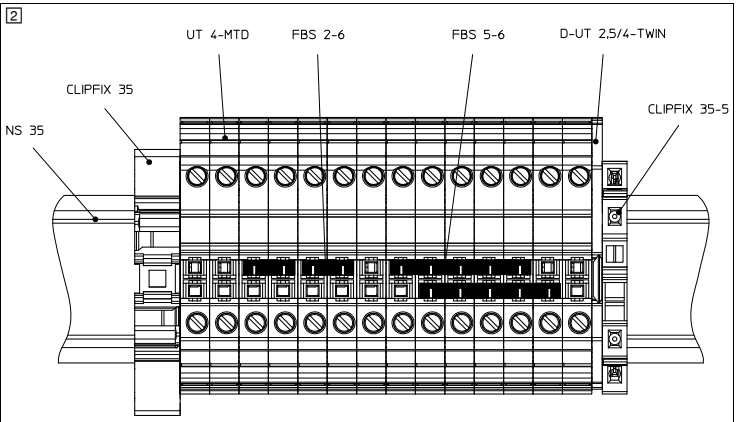 2
UT 4-MTD
FBS 2-6
FBS 5-6
D-UT 2,5/4-TWIN
CLIPFIX 35
CLIPFIX 35-5
NS 35